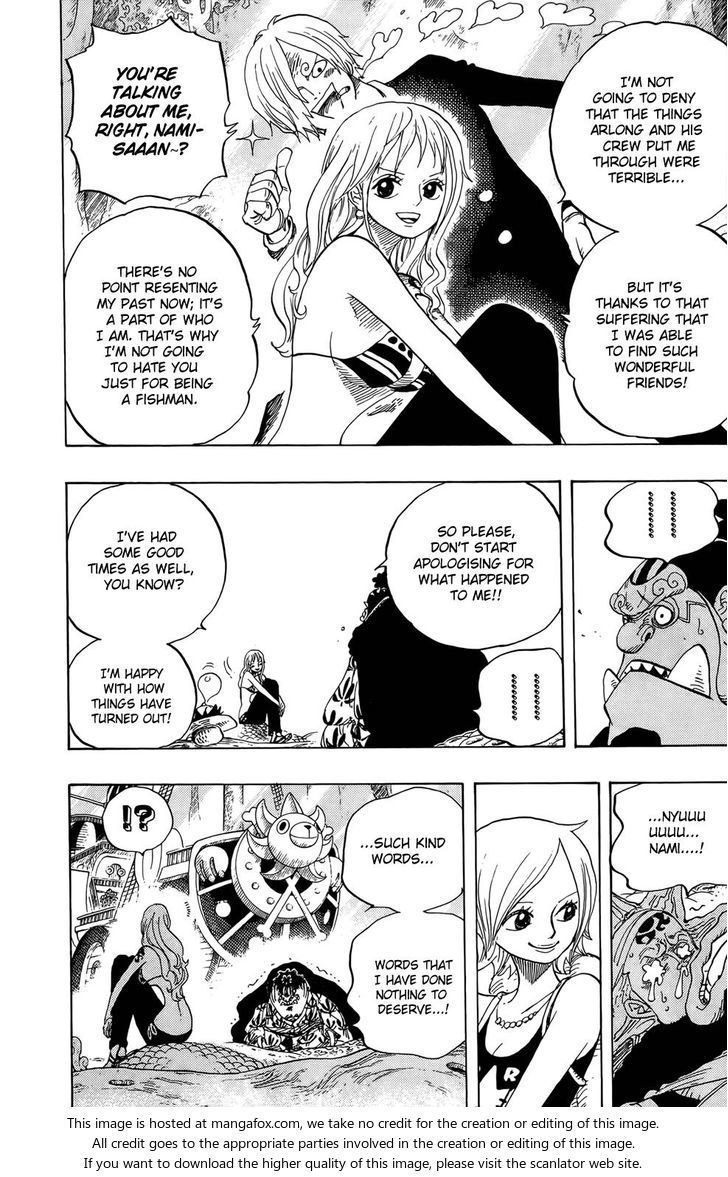 I'M NOT
GOING TO DENY
THAT THE THINGS
ARLONG AND HIS
CREW PUT ME
THROUGH WERE
TERRIBLE...
BUT IT'S
THANKS TO THAT
SUFFERING THAT
I WAS ABLE
TO FIND SUCH
WONDERFUL
FRIENDS!
YOU'RE
TALKING
ABOUT ME,
RIGHT, NAMI-
SAAAN~?
THERE'S NO
POINT RESENTING
MY PAST NOW; IT'S
A PART OF WHO
I AM. THAT'S WHY
I'M NOT GOING
TO HATE YOU
JUST FOR BEING
A FISHMAN.
SO PLEASE,
DON'T START
APOLOGISING FOR
WHAT HAPPENED
TO ME!!
I'VE HAD
SOME GOOD
TIMES AS WELL,
YOU KNOW?
I'M HAPPY
WITH HOW
THINGS HAVE
TURNED OUT!
...NYUUU
UUUUU...
NAMI....!
R
...SUCH KIND
WORDS...
WORDS THAT
I HAVE DONE
NOTHING TO
DESERVE...!
!?
This image is hosted at mangafox.com, we take no credit for the creation or editing of this image.
All credit goes to the appropriate parties involved in the creation or editing of this image.
If you want to download the higher quality of this image, please visit the scanlator web site.